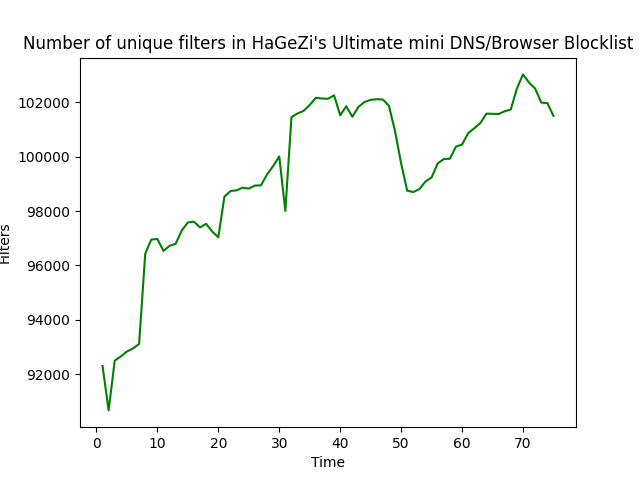 Number of unique filters in HaGeZi's Ultimate mini DNS/Browser Blocklist
102000
100000
98000
96000
94000
92000
Filters
0 10 20 30 40 50 60 70
Time